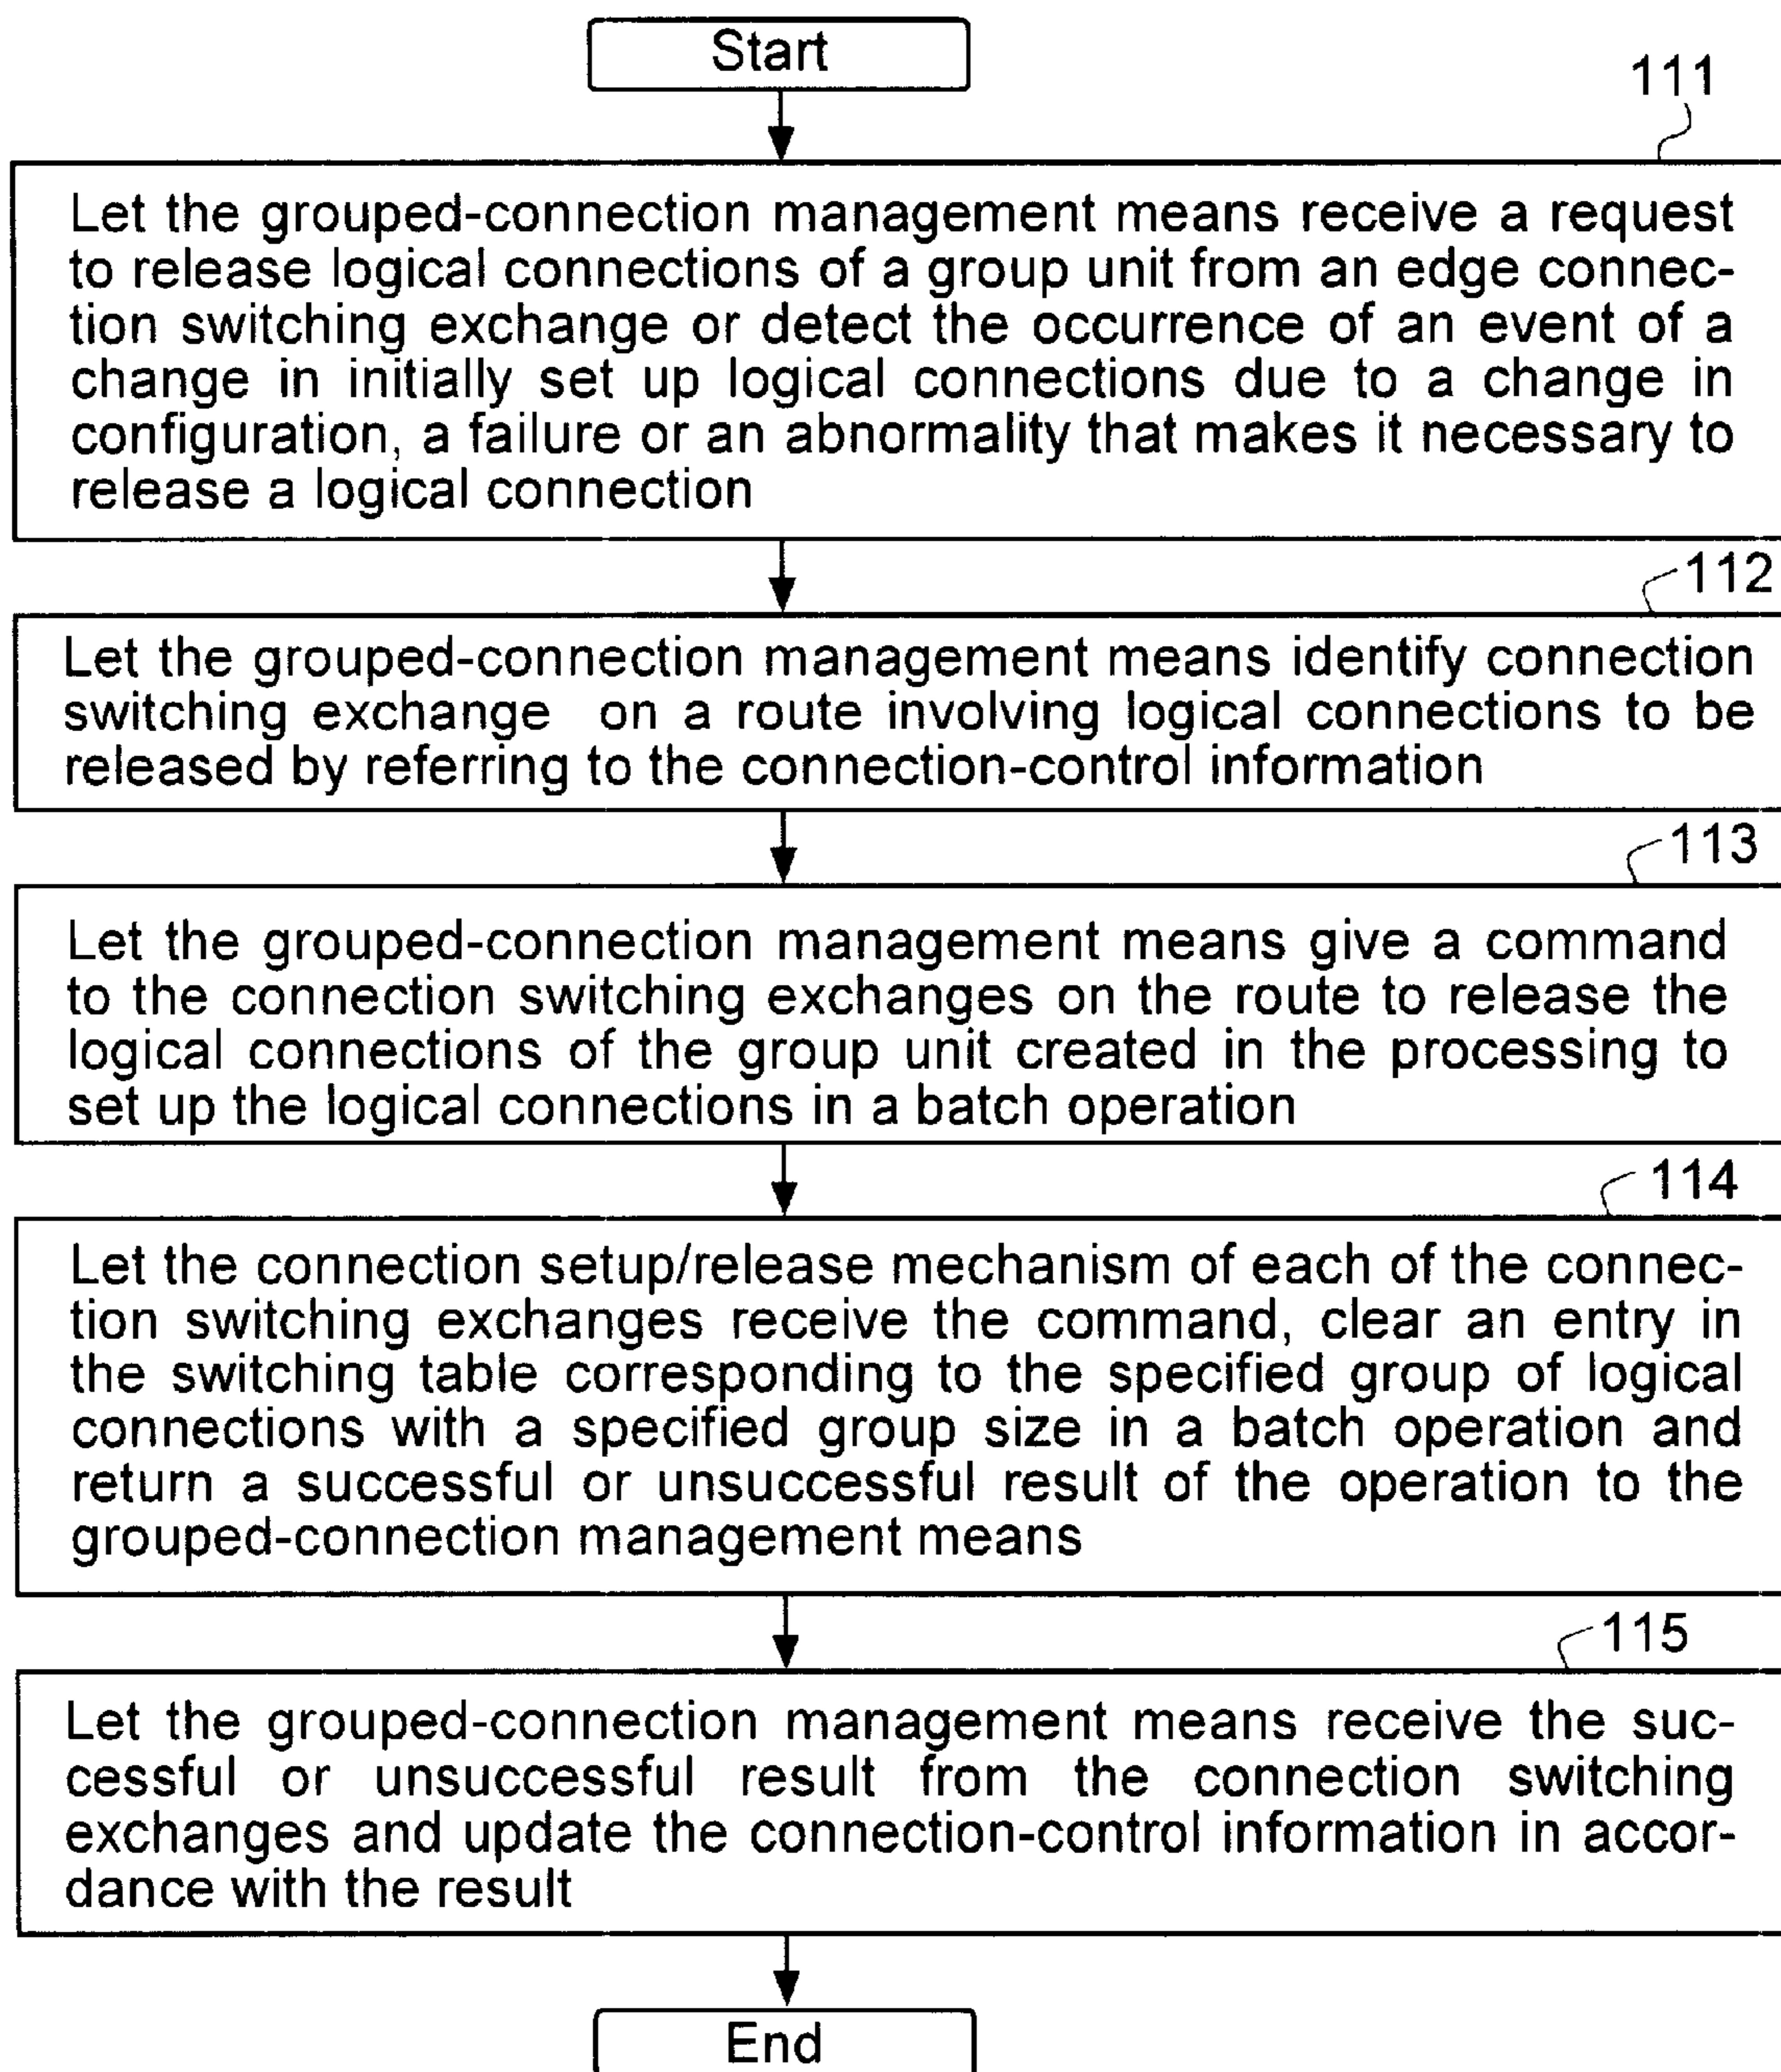 Start
111
Let the grouped-connection management means receive a request
to release logical connections of a group unit from an edge connec-
tion switching exchange or detect the occurrence of an event of a
change in initially set up logical connections due to a change in
configuration, a failure or an abnormality that makes it necessary to
release a logical connection
112
Let the grouped-connection management means identify connection
switching exchange on a route involving logical connections to be
released by referring to the connection-control information
113
Let the grouped-connection management means give a command
to the connection switching exchanges on the route to release the
logical connections of the group unit created in the processing to
set up the logical connections in a batch operation
114
Let the connection setup/release mechanism of each of the connec-
tion switching exchanges receive the command, clear an entry in
the switching table corresponding to the specified group of logical
connections with a specified group size in a batch operation and
return a successful or unsuccessful result of the operation to the
grouped-connection management means
115
Let the grouped-connection management means receive the suc-
cessful or unsuccessful result from the connection switching
exchanges and update the connection-control information in accor-
dance with the result
End